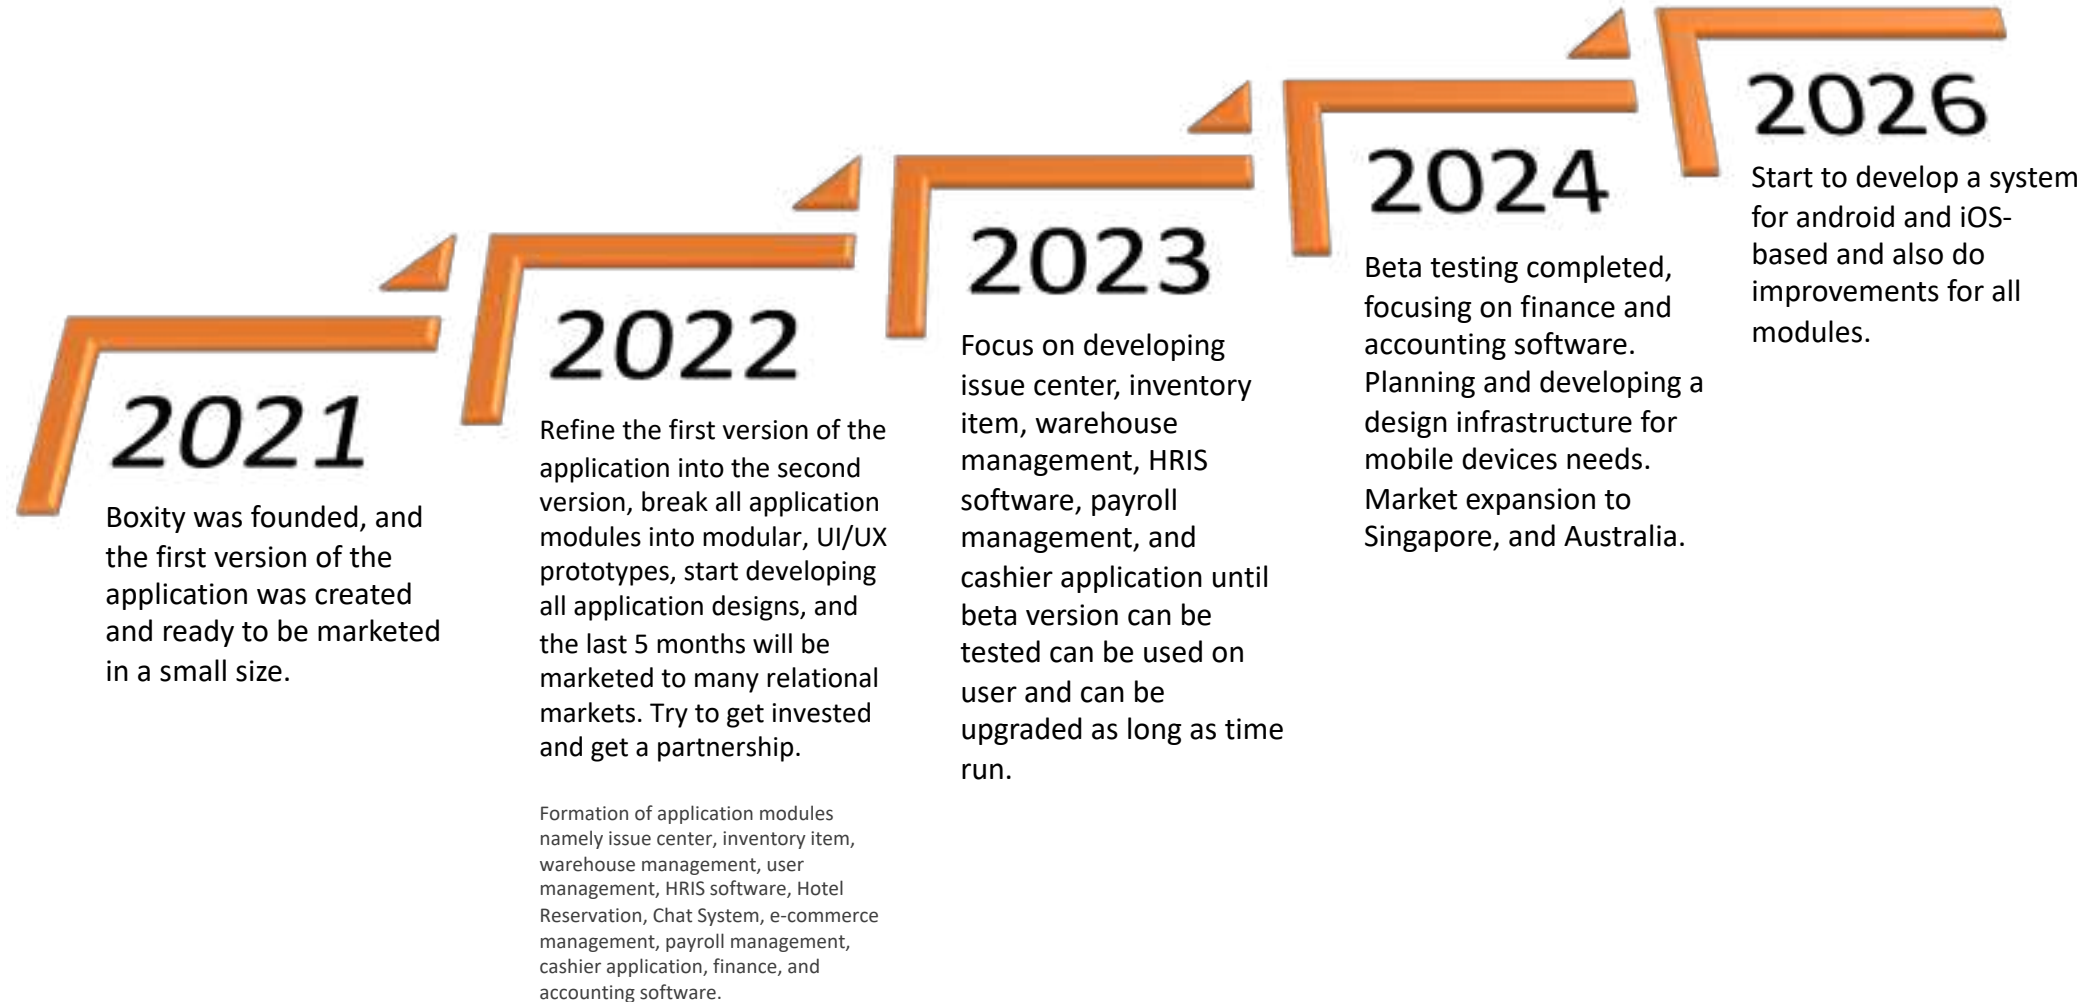 2021
Boxity was founded, and
the first version of the
application was created
and ready to be marketed
in a small size.
2022
Refine the first version of the
application into the second
version, break all application
modules into modular, UI/UX
prototypes, start developing
all application designs, and
the last 5 months will be
marketed to many relational
markets. Try to get invested
and get a partnership.
Formation of application modules
namely issue center, inventory item,
warehouse management, user
management, HRIS software, Hotel
Reservation, Chat System, e-commerce
management, payroll management,
cashier application, finance, and
accounting software.
2023
Focus on developing
issue center, inventory
item, warehouse
management, HRIS
software, payroll
management, and
cashier application until
beta version can be
tested can be used on
user and can be
upgraded as long as time
run.
2024
Beta testing completed,
focusing on finance and
accounting software.
Planning and developing a
design infrastructure for
mobile devices needs.
Market expansion to
Singapore, and Australia.
2026
Start to develop a system
for android and iOS-
based and also do
improvements for all
modules.